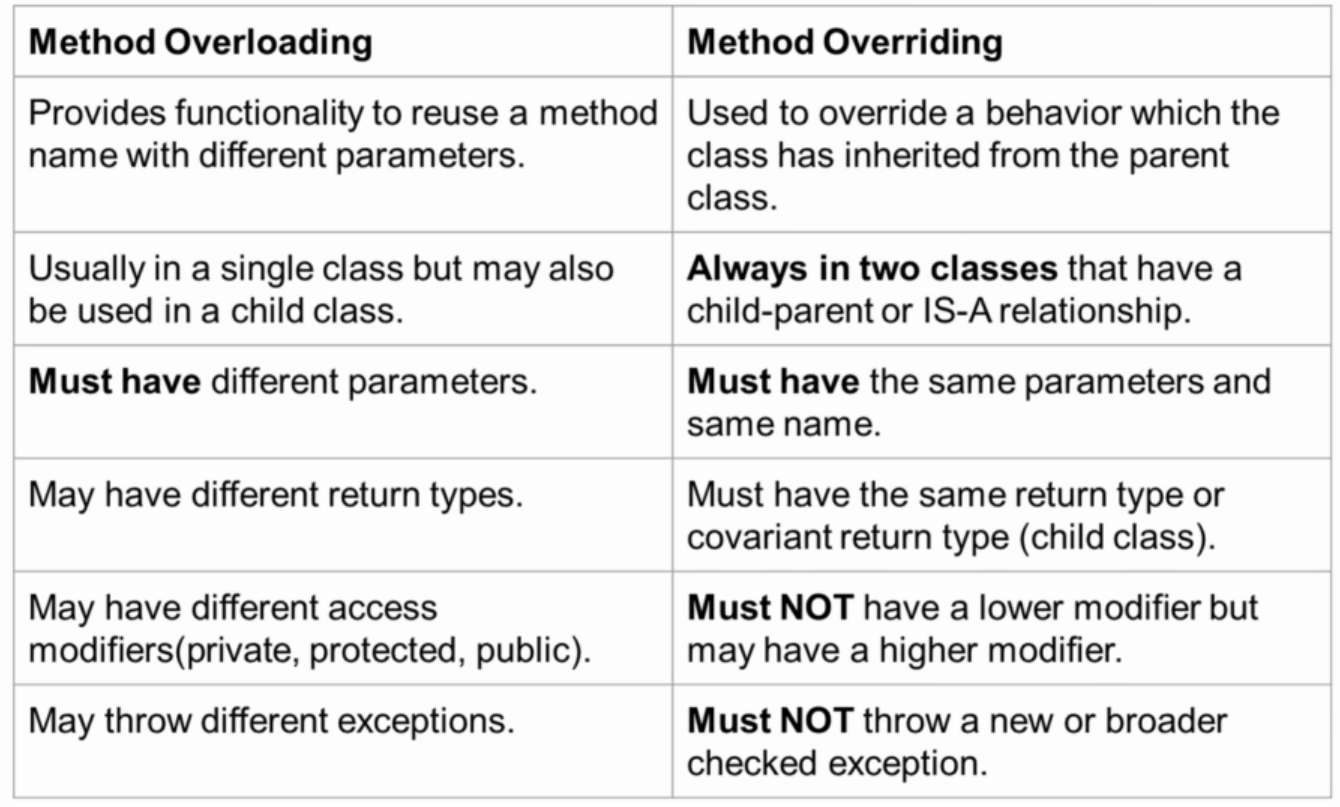 Method Overloading
Method Overriding
Provides functionality to reuse a method
name with different parameters.
Used to override a behavior which the
class has inherited from the parent
class.
Usually in a single class but may also
be used in a child class.
Always in two classes that have a
child-parent or IS-A relationship.
Must have different parameters.
Must have the same parameters and
same name.
May have different return types.
Must have the same return type or
covariant return type (child class).
May have different access
modifiers(private, protected, public).
Must NOT have a lower modifier but
may have a higher modifier.
May throw different exceptions.
Must NOT throw a new or broader
checked exception.